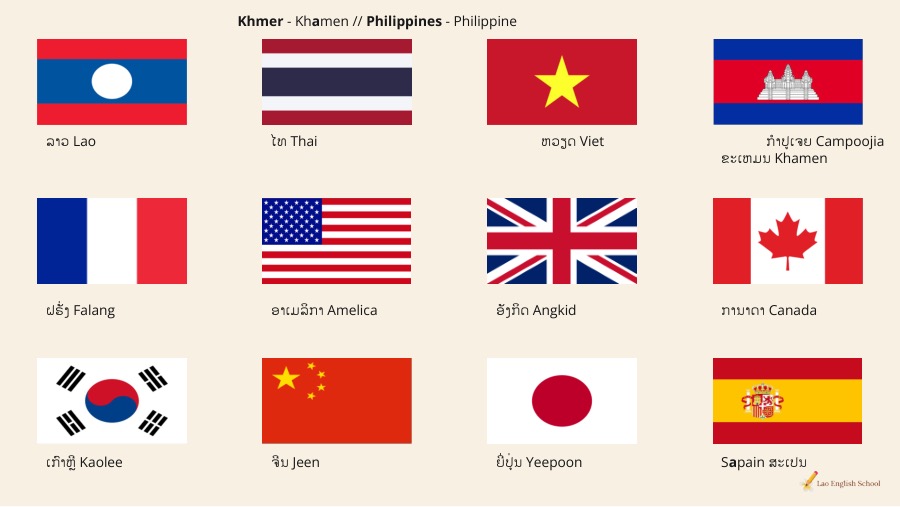 Khmer - Khamen // Philippines - Philippine
ລາວ Lao
ໄທ Thai
ຫວຽດ Viet
ກຳປູເຈຍ Campoojia
ຂະເຫມນ Khamen
ຝຣັ່ງ Falang
ອາເມລິກາ Amelica
ອັງກິດ Angkid
ການາດາ Canada
ເກົາຫຼີ Kaolee
ຈີນ Jeen
ຍີ່ປຸ່ນ Yeepoon
Sapain ສະເປນ
Lao English School